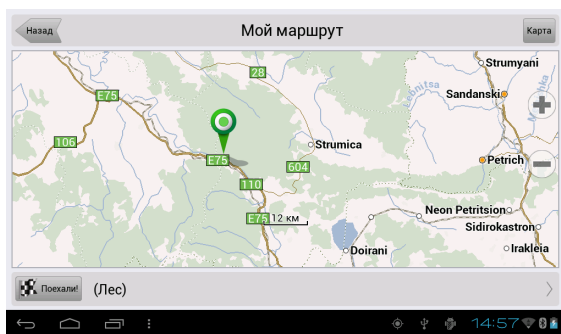 Назад
Мой маршрут
Карта
28
Strumyani
Lebnitsa
Sandanski
E75
106
Strumica
E75
604
Petrich
110
E75
12 км
Neon Petritsion
Sidirokastron
Doirani
Irakleia
Поехали!
(Лес)
14:57